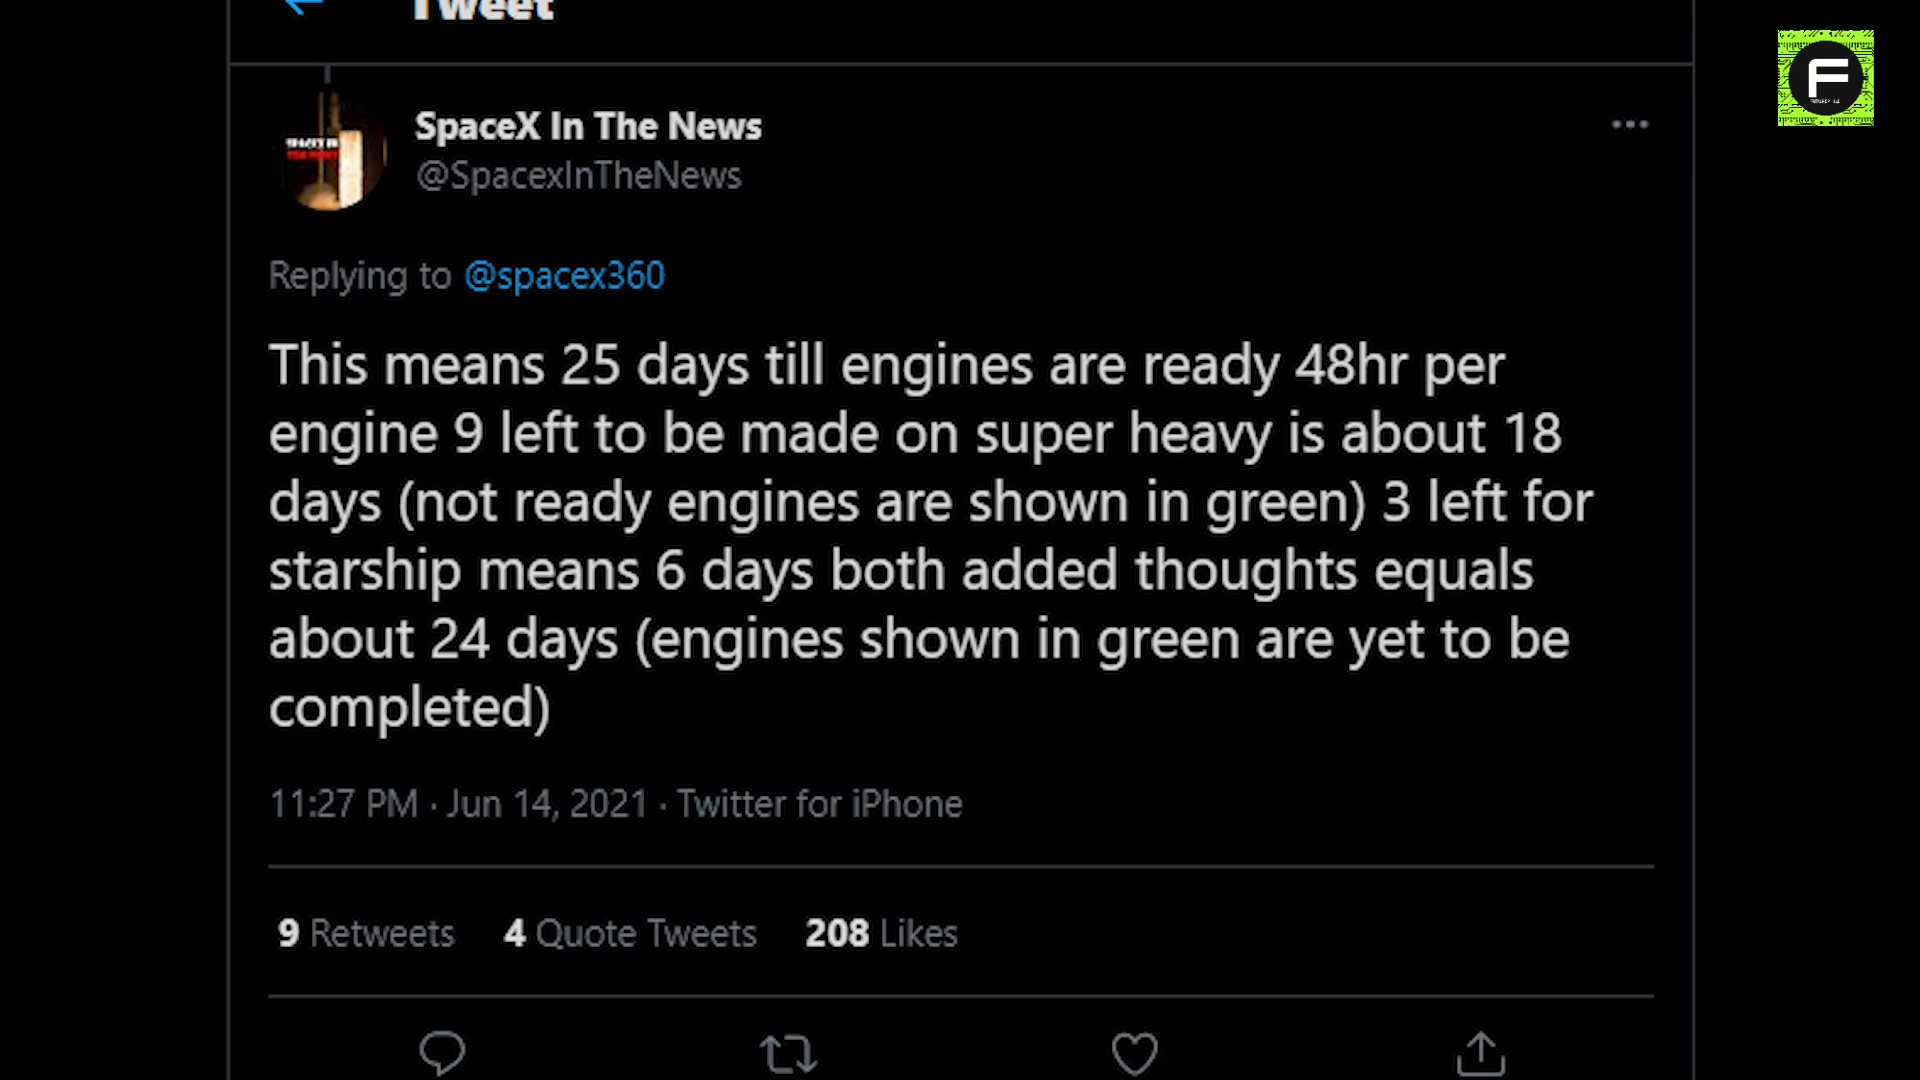 Tweet
SpaceX In The News
@SpacexInTheNews
Replying to @spacex360
This means 25 days till engines are ready 48hr per
engine 9 left to be made on super heavy is about 18
days (not ready engines are shown in green) 3 left for
starship means 6 days both added thoughts equals
about 24 days (engines shown in green are yet to be
completed)
11:27 PM · Jun 14, 2021 · Twitter for iPhone
9 Retweets 4 Quote Tweets 208 Likes
F